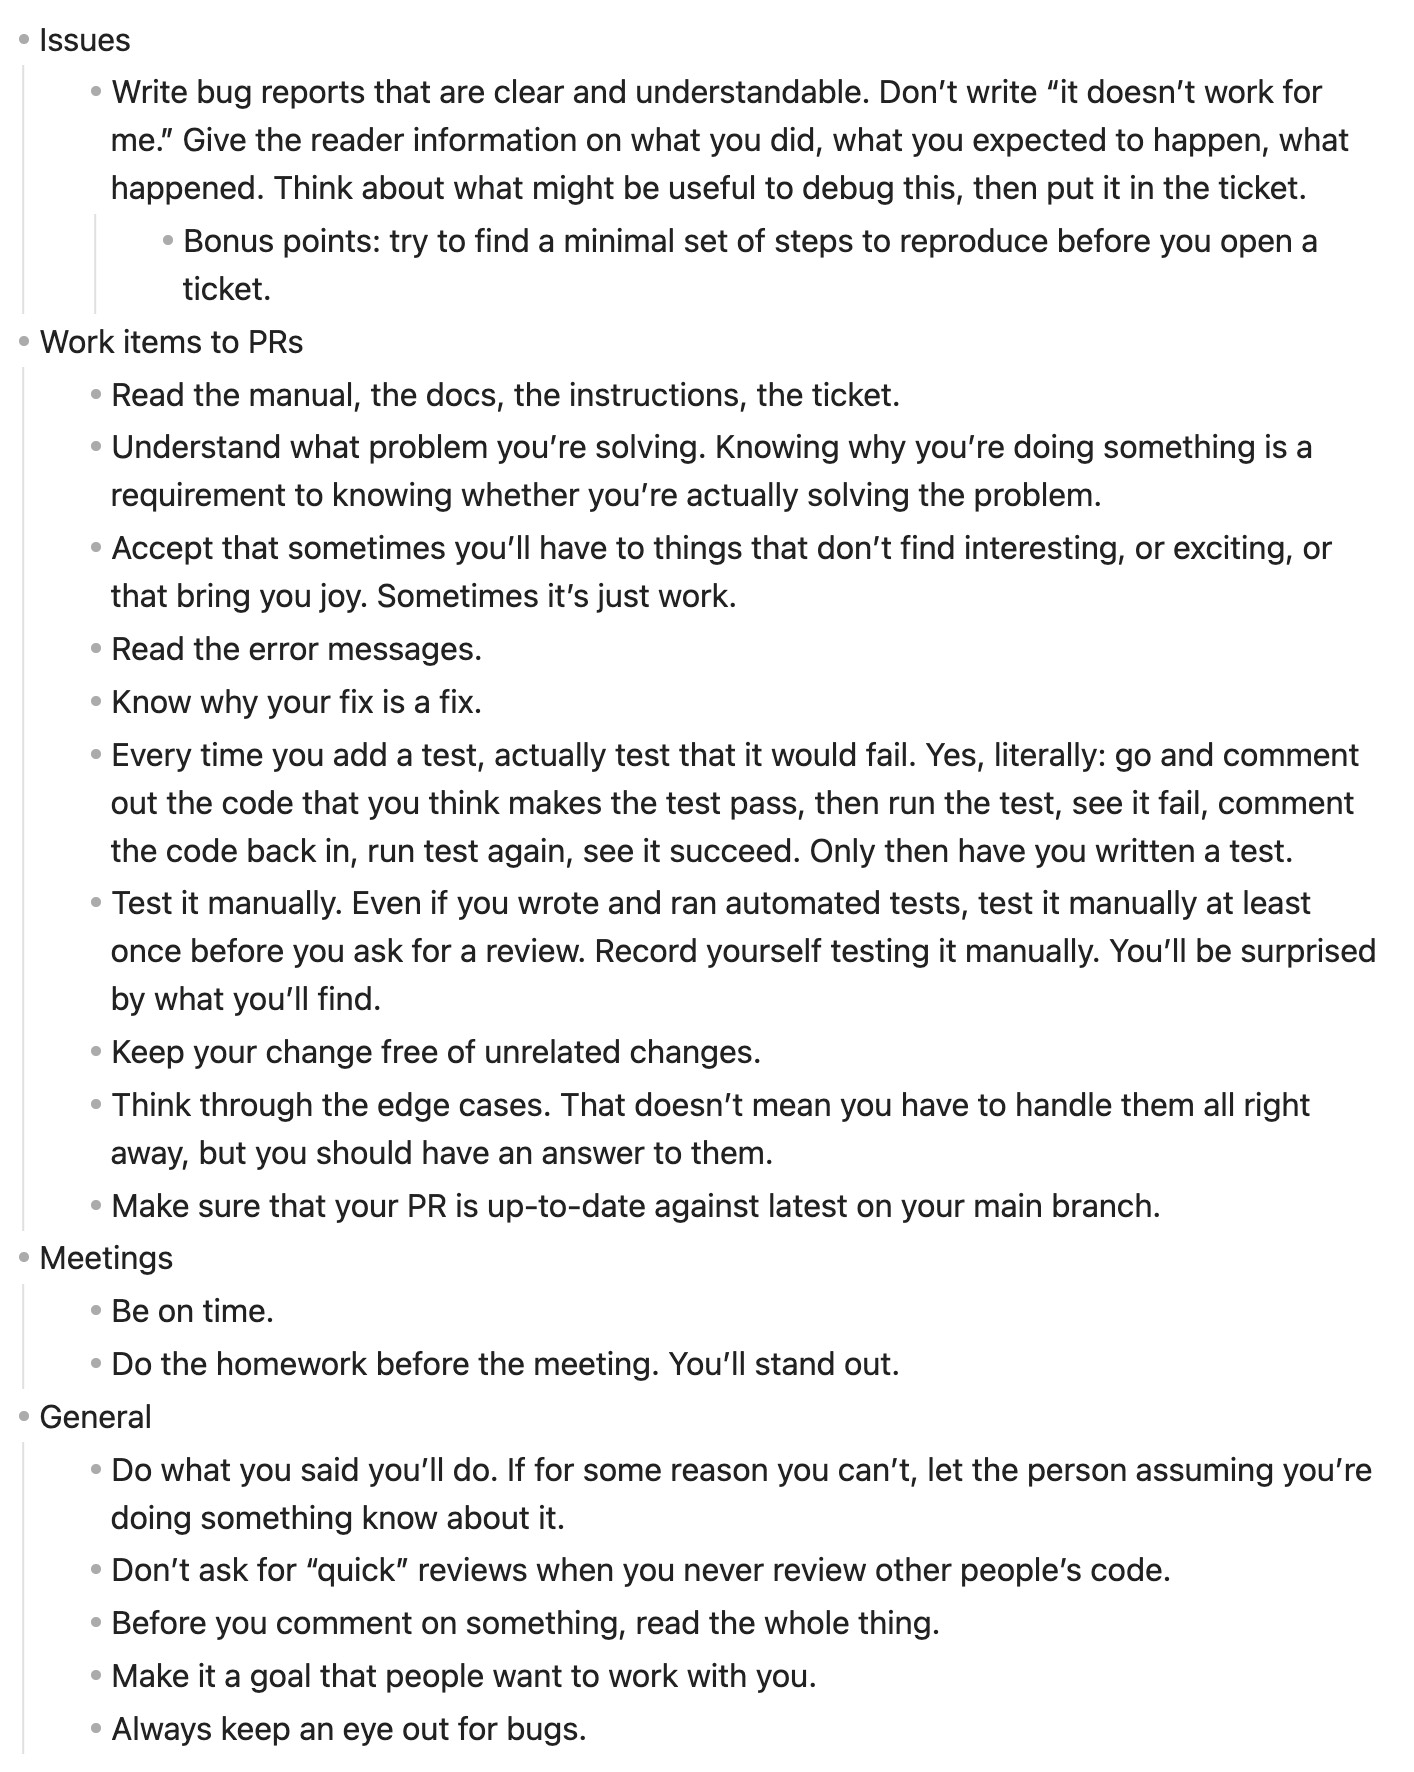 Issues
Write bug reports that are clear and understandable. Don’t write “it doesn’t work for
me.” Give the reader information on what you did, what you expected to happen, what
happened. Think about what might be useful to debug this, then put it in the ticket.
Bonus points: try to find a minimal set of steps to reproduce before you open a
ticket.
Work items to PRs
Read the manual, the docs, the instructions, the ticket.
Understand what problem you’re solving. Knowing why you’re doing something is a
requirement to knowing whether you’re actually solving the problem.
Accept that sometimes you’ll have to things that don’t find interesting, or exciting, or
that bring you joy. Sometimes it’s just work.
Read the error messages.
Know why your fix is a fix.
Every time you add a test, actually test that it would fail. Yes, literally: go and comment
out the code that you think makes the test pass, then run the test, see it fail, comment
the code back in, run test again, see it succeed. Only then have you written a test.
Test it manually. Even if you wrote and ran automated tests, test it manually at least
once before you ask for a review. Record yourself testing it manually. You’ll be surprised
by what you’ll find.
Keep your change free of unrelated changes.
Think through the edge cases. That doesn’t mean you have to handle them all right
away, but you should have an answer to them.
Make sure that your PR is up-to-date against latest on your main branch.
Meetings
Be on time.
Do the homework before the meeting. You’ll stand out.
General
Do what you said you’ll do. If for some reason you can’t, let the person assuming you’re
doing something know about it.
Don’t ask for “quick” reviews when you never review other people’s code.
Before you comment on something, read the whole thing.
Make it a goal that people want to work with you.
Always keep an eye out for bugs.